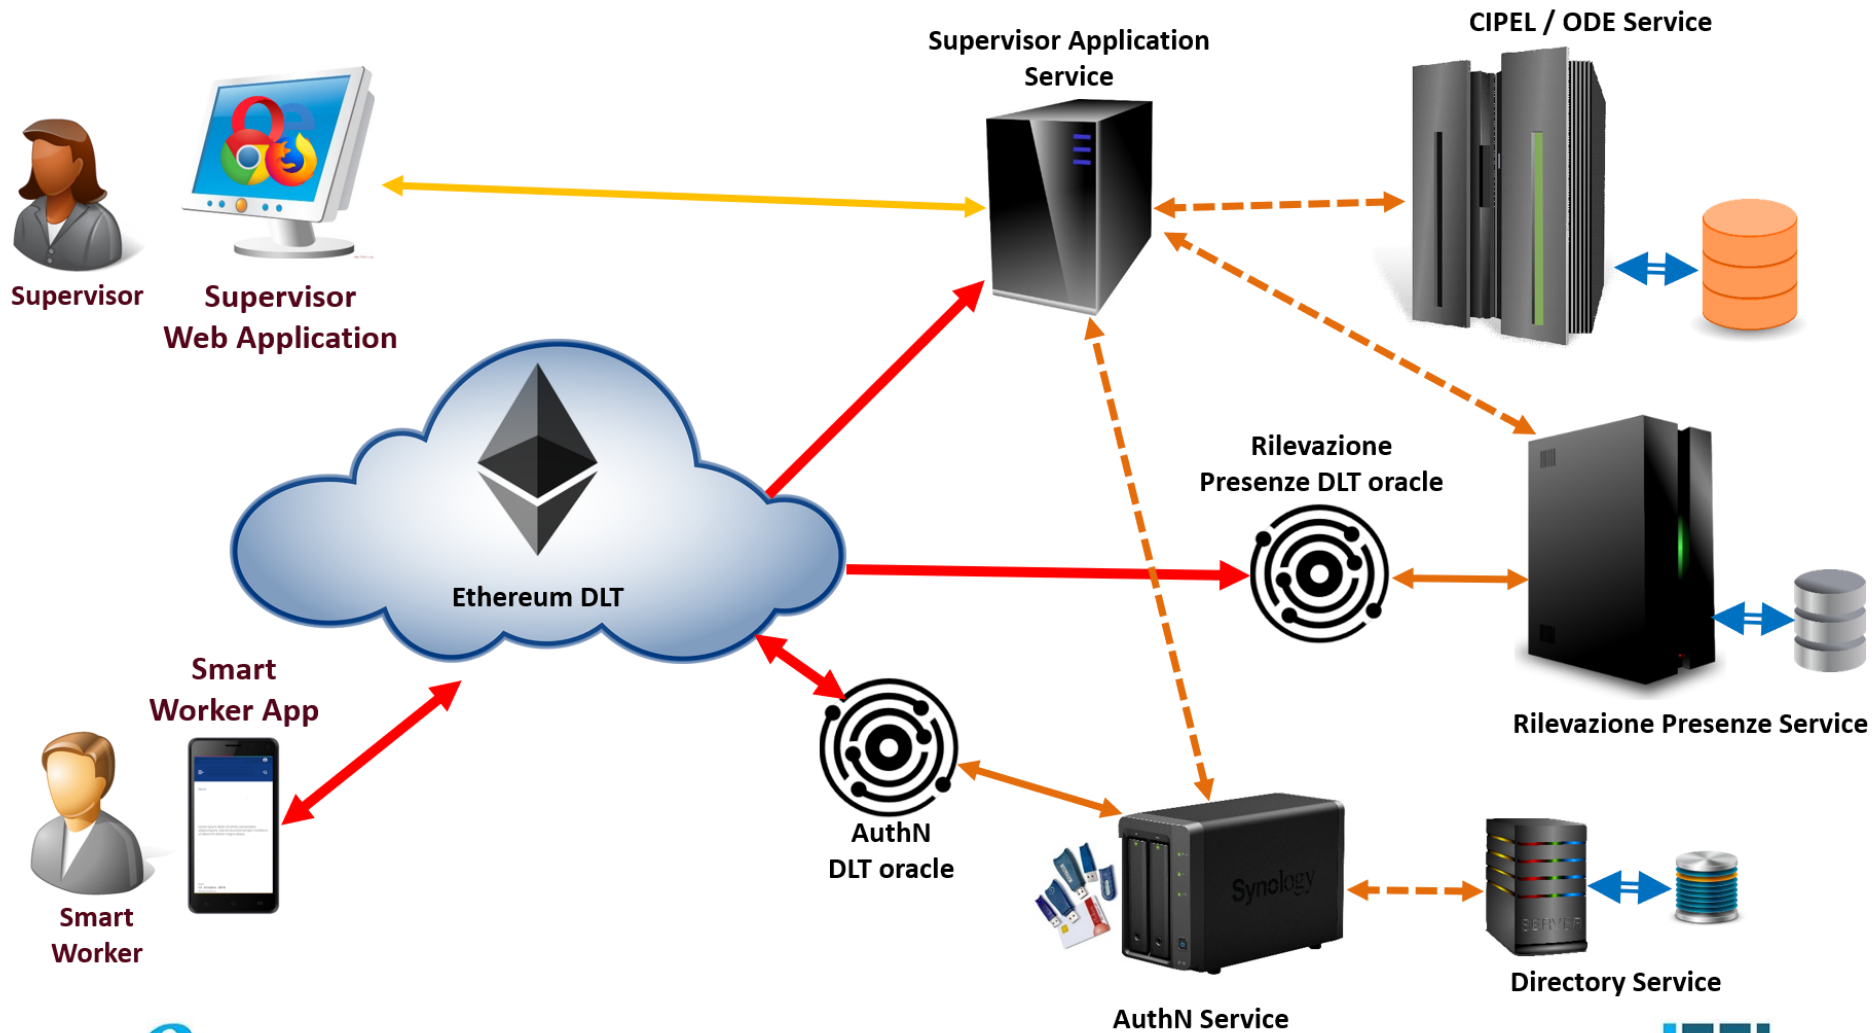 CIPEL / ODE Service
Supervisor Application
Service
Supervisor
Supervisor
Web Application
Rilevazione
Presenze DLT oracle
Ethereum DLT
Smart
Worker App
Rilevazione Presenze Service
AuthN
DLT oracle
Synology
SERVER
Smart
Worker
Directory Service
AuthN Service